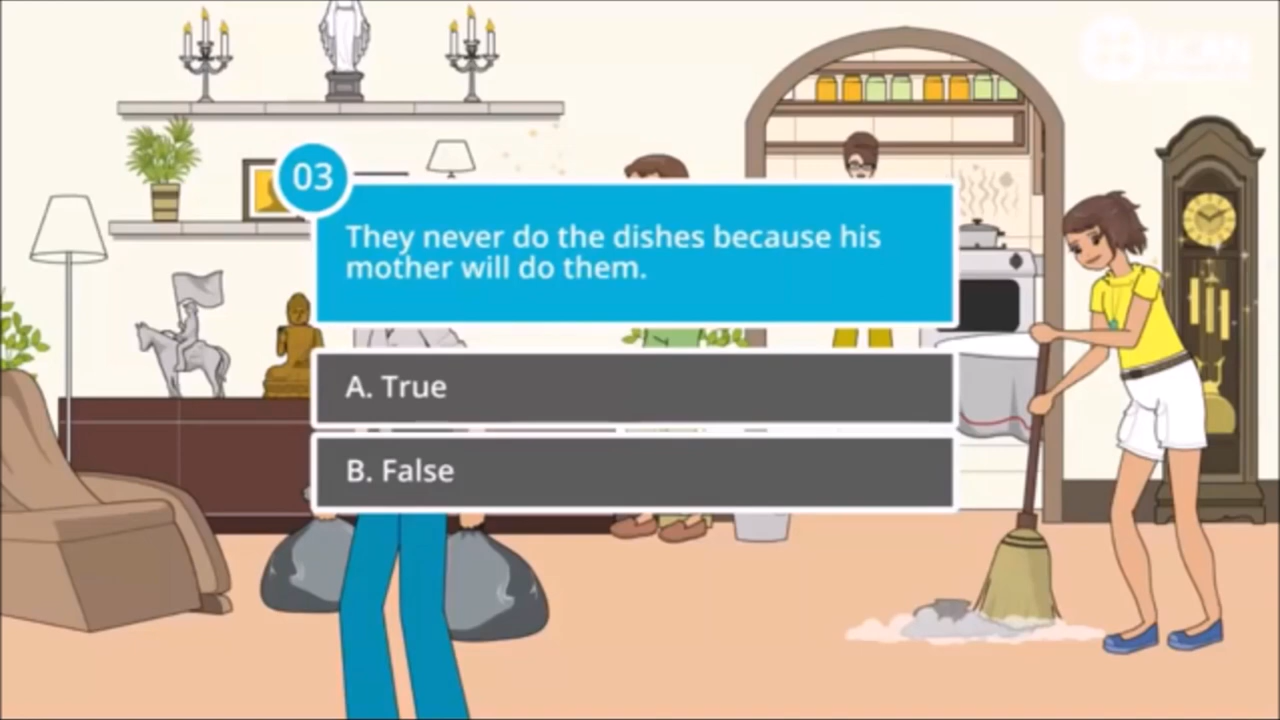 03
They never do the dishes because his
mother will do them.
A. True
B. False